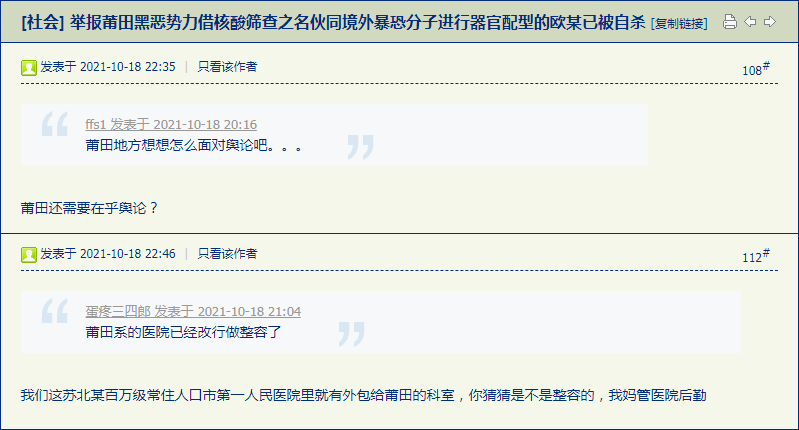 [社会] 举报莆田黑恶势力借核酸筛查之名伙同境外暴恐分子进行器官配型的欧某已被自杀 [复制链接]
发表于 2021-10-18 22:35 | 只看该作者 108#
ffs1 发表于 2021-10-18 20:16
莆田地方想想怎么面对舆论吧。。。
莆田还需要在乎舆论？
发表于 2021-10-18 22:46 | 只看该作者 112#
蛋疼三四郎 发表于 2021-10-18 21:04
莆田系的医院已经改行做整容了
我们这苏北某百万级常住人口市第一人民医院里就有外包给莆田的科室，你猜猜是不是整容的，我妈管医院后勤